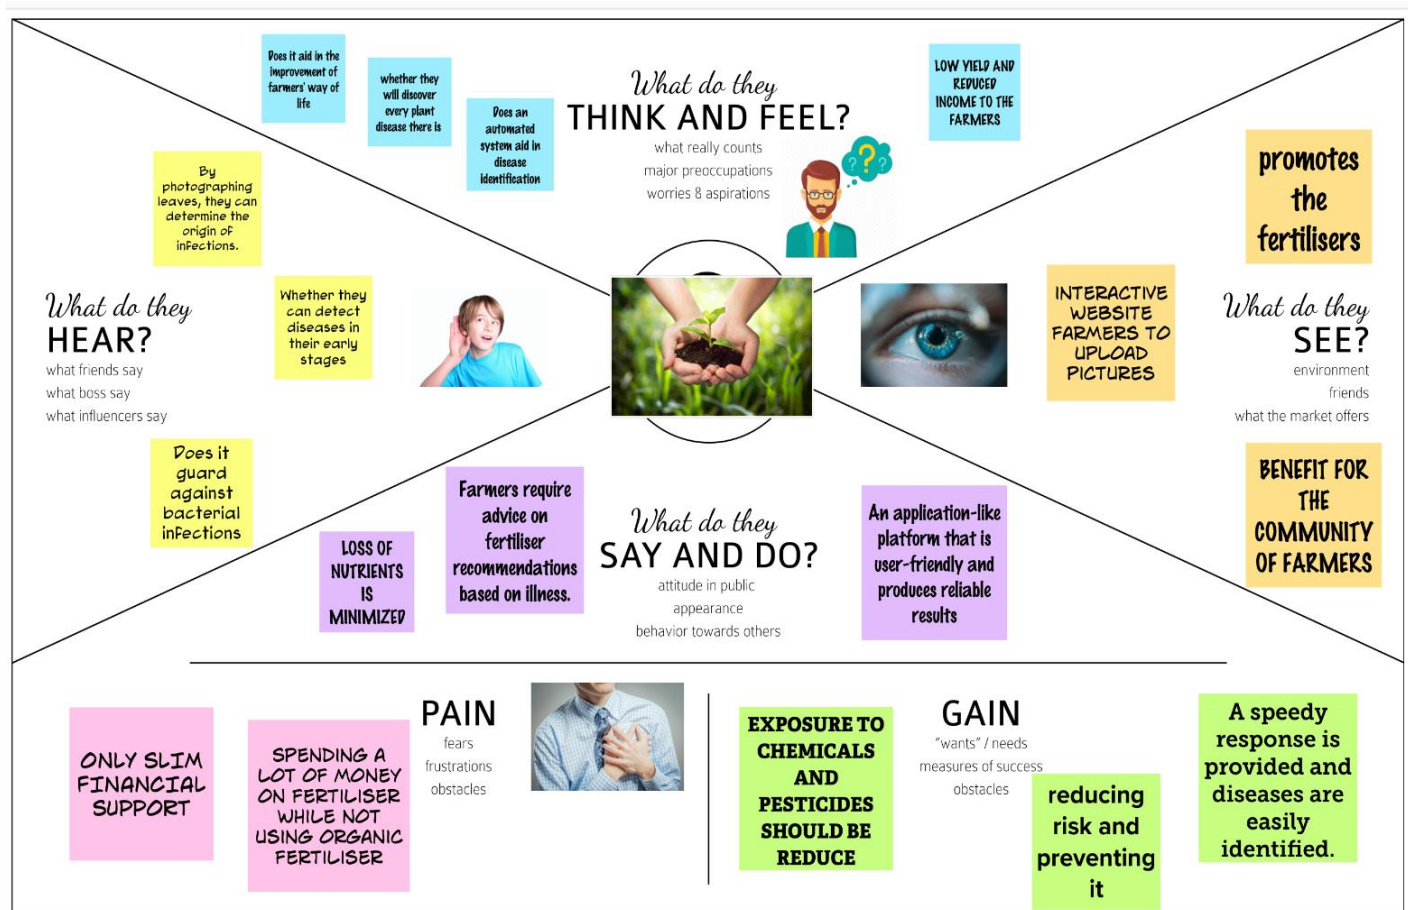 Does it aid in the
improvement of
farmers' way of
life
whether they
will discover
every plant
disease there is
Does an
automated
system aid in
disease
identification
What do they
THINK AND FEEL?
what really counts
major preoccupations
worries & aspirations
LOW YIELD AND
REDUCED
INCOME TO THE
FARMERS
By
photographing
leaves, they can
determine the
origin of
infections.
Whether they
can detect
diseases in
their early
stages
What do they
HEAR?
what friends say
what boss say
what influencers say
Does it
guard
against
bacterial
infections
promotes
the
fertilisers
INTERACTIVE
WEBSITE
FARMERS TO
UPLOAD
PICTURES
What do they
SEE?
environment
friends
what the market offers
BENEFIT FOR
THE
COMMUNITY
OF FARMERS
LOSS OF
NUTRIENTS
IS
MINIMIZED
Farmers require
advice on
fertiliser
recommendations
based on illness.
What do they
SAY AND DO?
attitude in public
appearance
behavior towards others
An application-like
platform that is
user-friendly and
produces reliable
results
ONLY SLIM
FINANCIAL
SUPPORT
SPENDING A
LOT OF MONEY
ON FERTILISER
WHILE NOT
USING ORGANIC
FERTILISER
PAIN
fears
frustrations
obstacles
EXPOSURE TO
CHEMICALS
AND
PESTICIDES
SHOULD BE
REDUCE
GAIN
"wants" / needs
measures of success
obstacles
reducing
risk and
preventing
it
A speedy
response is
provided and
diseases are
easily
identified.